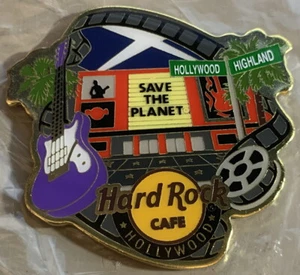 HOLLYWOOD
HIGHLAND
SAVE
THE
PLANET
Hard Rock
CAFE
HOLLYWOOD